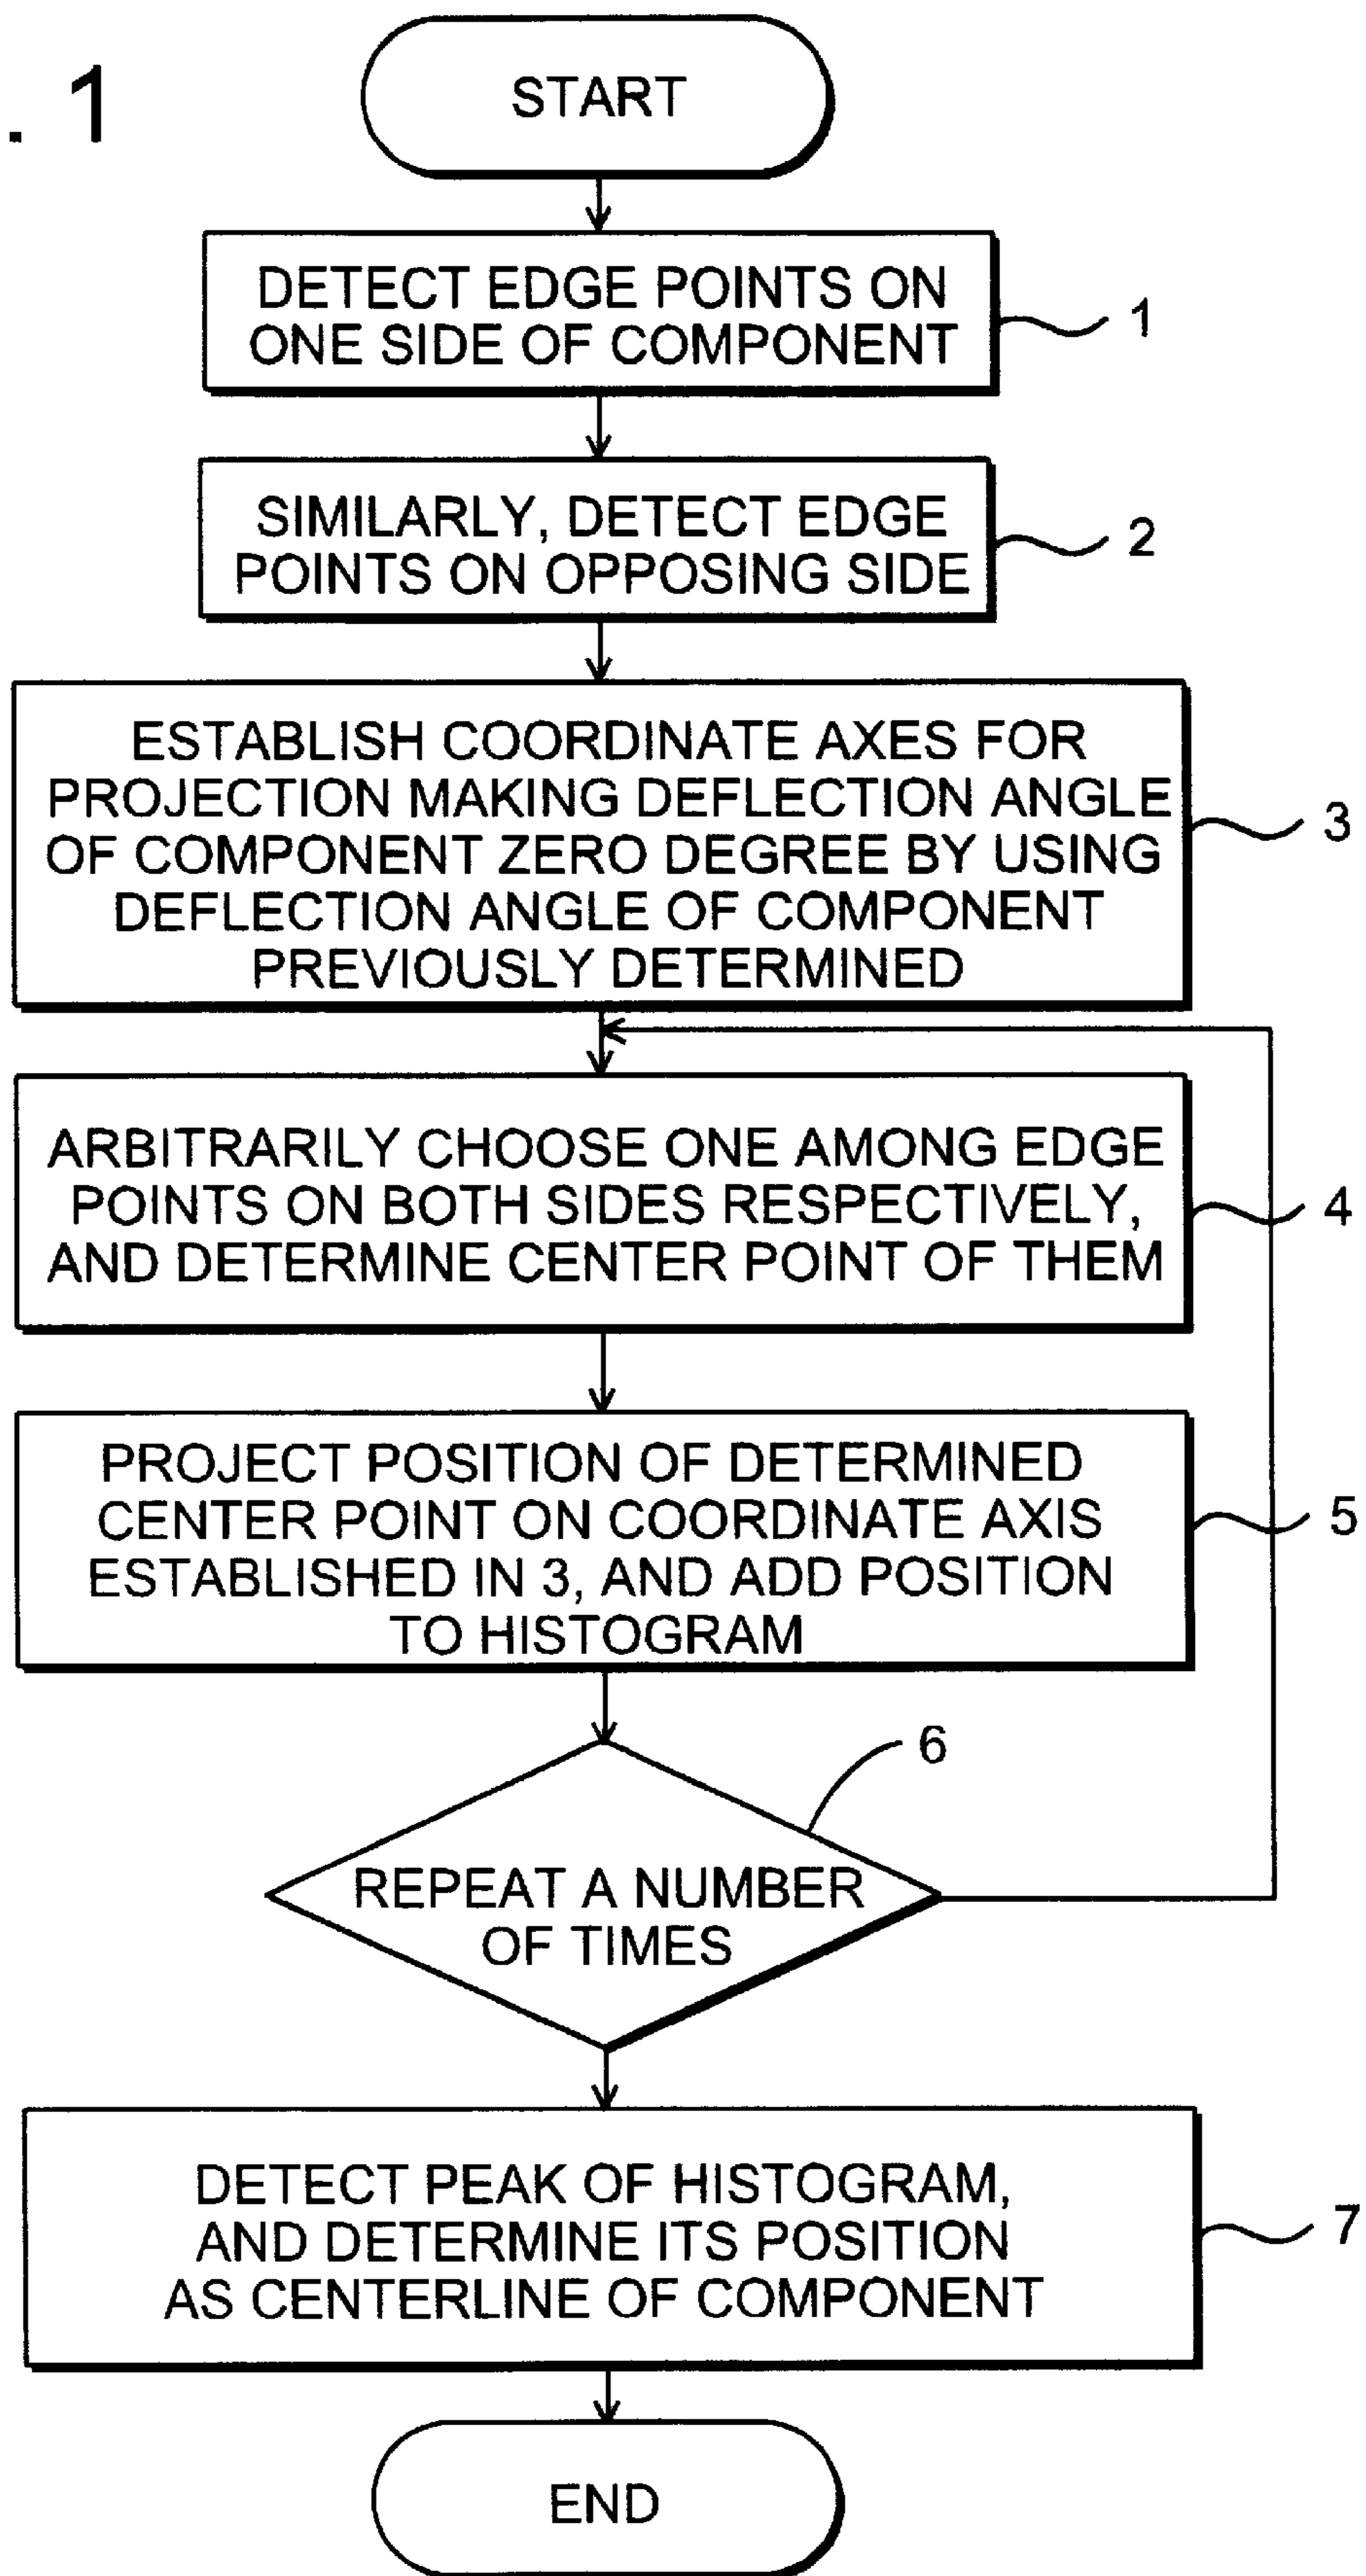 . 1
START
DETECT EDGE POINTS ON
ONE SIDE OF COMPONENT
1
SIMILARLY, DETECT EDGE
POINTS ON OPPOSING SIDE
2
ESTABLISH COORDINATE AXES FOR
PROJECTION MAKING DEFLECTION ANGLE
OF COMPONENT ZERO DEGREE BY USING
DEFLECTION ANGLE OF COMPONENT
PREVIOUSLY DETERMINED
3
ARBITRARILY CHOOSE ONE AMONG EDGE
POINTS ON BOTH SIDES RESPECTIVELY,
AND DETERMINE CENTER POINT OF THEM
4
PROJECT POSITION OF DETERMINED
CENTER POINT ON COORDINATE AXIS
ESTABLISHED IN 3, AND ADD POSITION
TO HISTOGRAM
5
6
REPEAT A NUMBER
OF TIMES
DETECT PEAK OF HISTOGRAM,
AND DETERMINE ITS POSITION
AS CENTERLINE OF COMPONENT
7
END